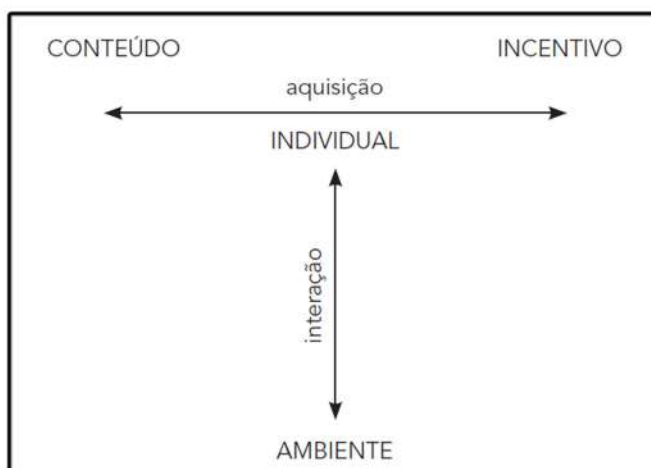 CONTEÚDO INCENTIVO
aquisição
INDIVIDUAL
interação
AMBIENTE